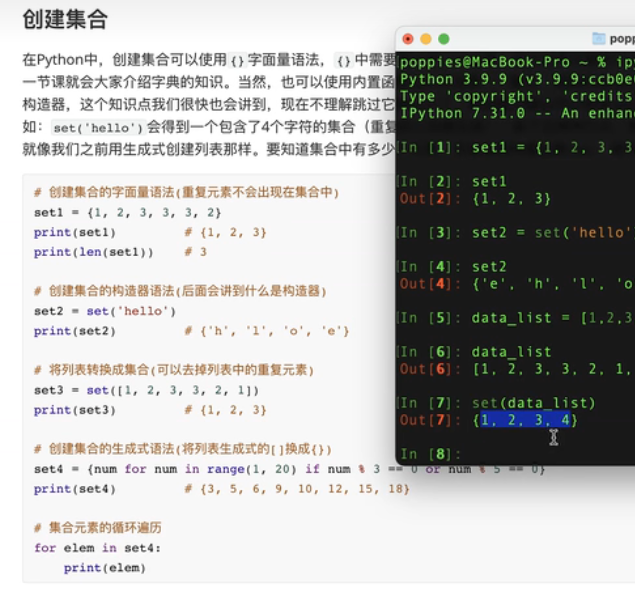 创建集合
在Python中，创建集合可以使用{}字面量语法，{}中需要
一节课就会大家介绍字典的知识。当然，也可以使用内置函
构造器，这个知识点我们很快也会讲到，现在不理解跳过它
如：set('hello')会得到一个包含了4个字符的集合（重复
就像我们之前用生成式创建列表那样。要知道集合中有多少
# 创建集合的字面量语法(重复元素不会出现在集合中)
set1 = {1, 2, 3, 3, 3, 2}
print(set1)          # {1, 2, 3}
print(len(set1))     # 3
# 创建集合的构造器语法(后面会讲到什么是构造器)
set2 = set('hello')
print(set2)          # {'h', 'l', 'o', 'e'}
# 将列表转换成集合(可以去掉列表中的重复元素)
set3 = set([1, 2, 3, 3, 2, 1])
print(set3)          # {1, 2, 3}
# 创建集合的生成式语法(将列表生成式的[]换成{})
set4 = {num for num in range(1, 20) if num % 3 == 0 or num % 5 == 0}
print(set4)          # {3, 5, 6, 9, 10, 12, 15, 18}
# 集合元素的循环遍历
for elem in set4:
    print(elem)
popp
poppies@MacBook-Pro ~ % ip
Python 3.9.9 (v3.9.9:ccb0e
Type 'copyright', 'credits
IPython 7.31.0 -- An enhan
In [1]: set1 = {1, 2, 3, 3
In [2]: set1
Out[2]: {1, 2, 3}
In [3]: set2 = set('hello'
In [4]: set2
Out[4]: {'e', 'h', 'l', 'o
In [5]: data_list = [1,2,3
In [6]: data_list
Out[6]: [1, 2, 3, 3, 2, 1,
In [7]: set(data_list)
Out[7]: {1, 2, 3, 4}
In [8]: